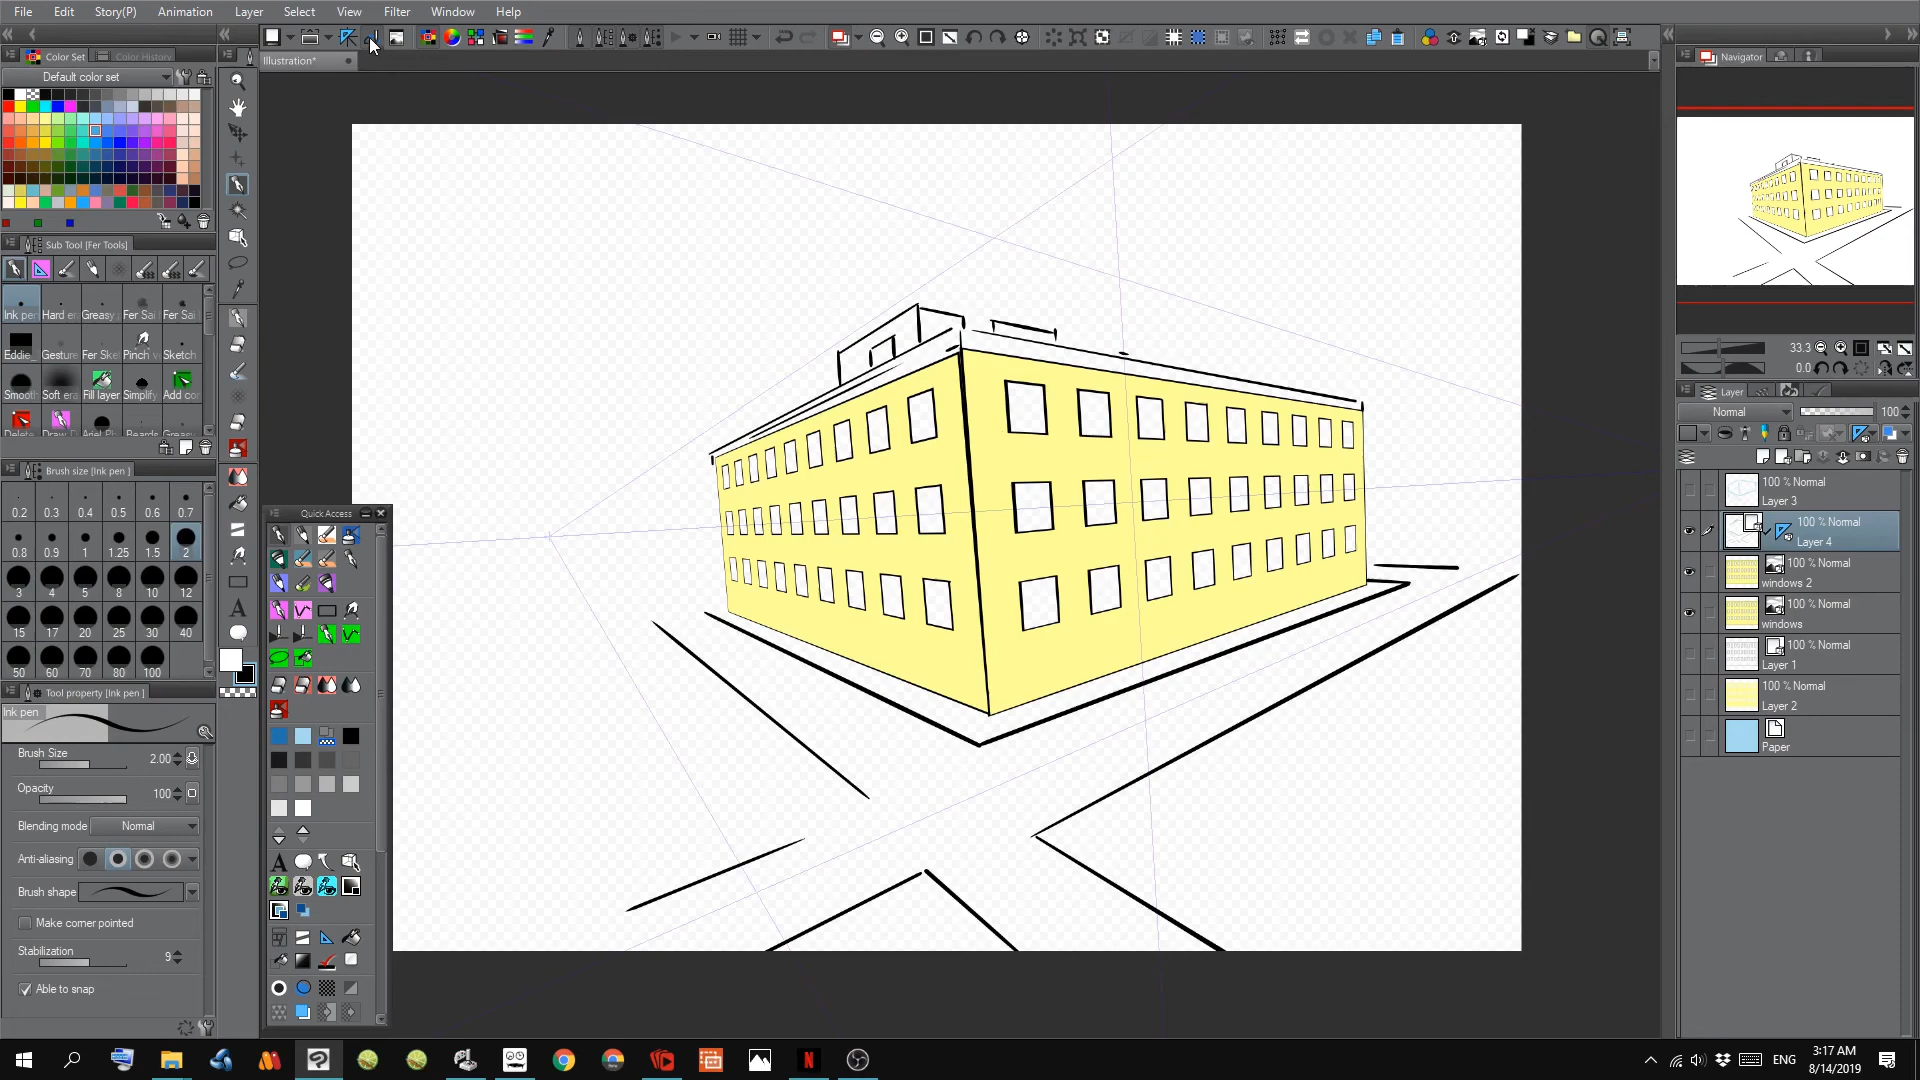 File Edit Story(P) Animation Layer Select View Filter Window Help
Color Set Color History
Illustration*
Navigator
Default color set
Sub Tool [Fer Tools]
Ink pen Hard er Greasy Fer Sai Fer Sai
Eddie_ Gesture Fer Ske Pinch v Sketch
Smooth Soft era Fill layer Simplify Add cor
33.3
0.0
Layer
Normal 100
Brush size [Ink pen ]
0.2 0.3 0.4 0.5 0.6 0.7
0.8 0.9 1 1.25 1.5 2
3 4 5 8 10 12
15 17 20 25 30 40
50 60 70 80 100
Quick Access
100 % Normal
Layer 3
100 % Normal
Layer 4
100 % Normal
windows 2
100 % Normal
windows
100 % Normal
Layer 1
100 % Normal
Layer 2
Paper
Tool property [Ink pen ]
Ink pen
Brush Size 2.00
Opacity 100
Blending mode Normal
Anti-aliasing
Brush shape
Make corner pointed
Stabilization 9
Able to snap
A
A
N
ENG
3:17 AM
8/14/2019